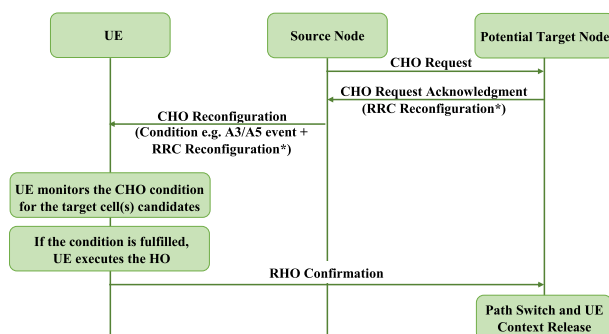 UE
Source Node
Potential Target Node
CHO Request
CHO Request Acknowledgment
(RRC Reconfiguration*)
CHO Reconfiguration
(Condition e.g. A3/A5 event +
RRC Reconfiguration*)
UE monitors the CHO condition
for the target cell(s) candidates
If the condition is fulfilled,
UE executes the HO
RHO Confirmation
Path Switch and UE
Context Release